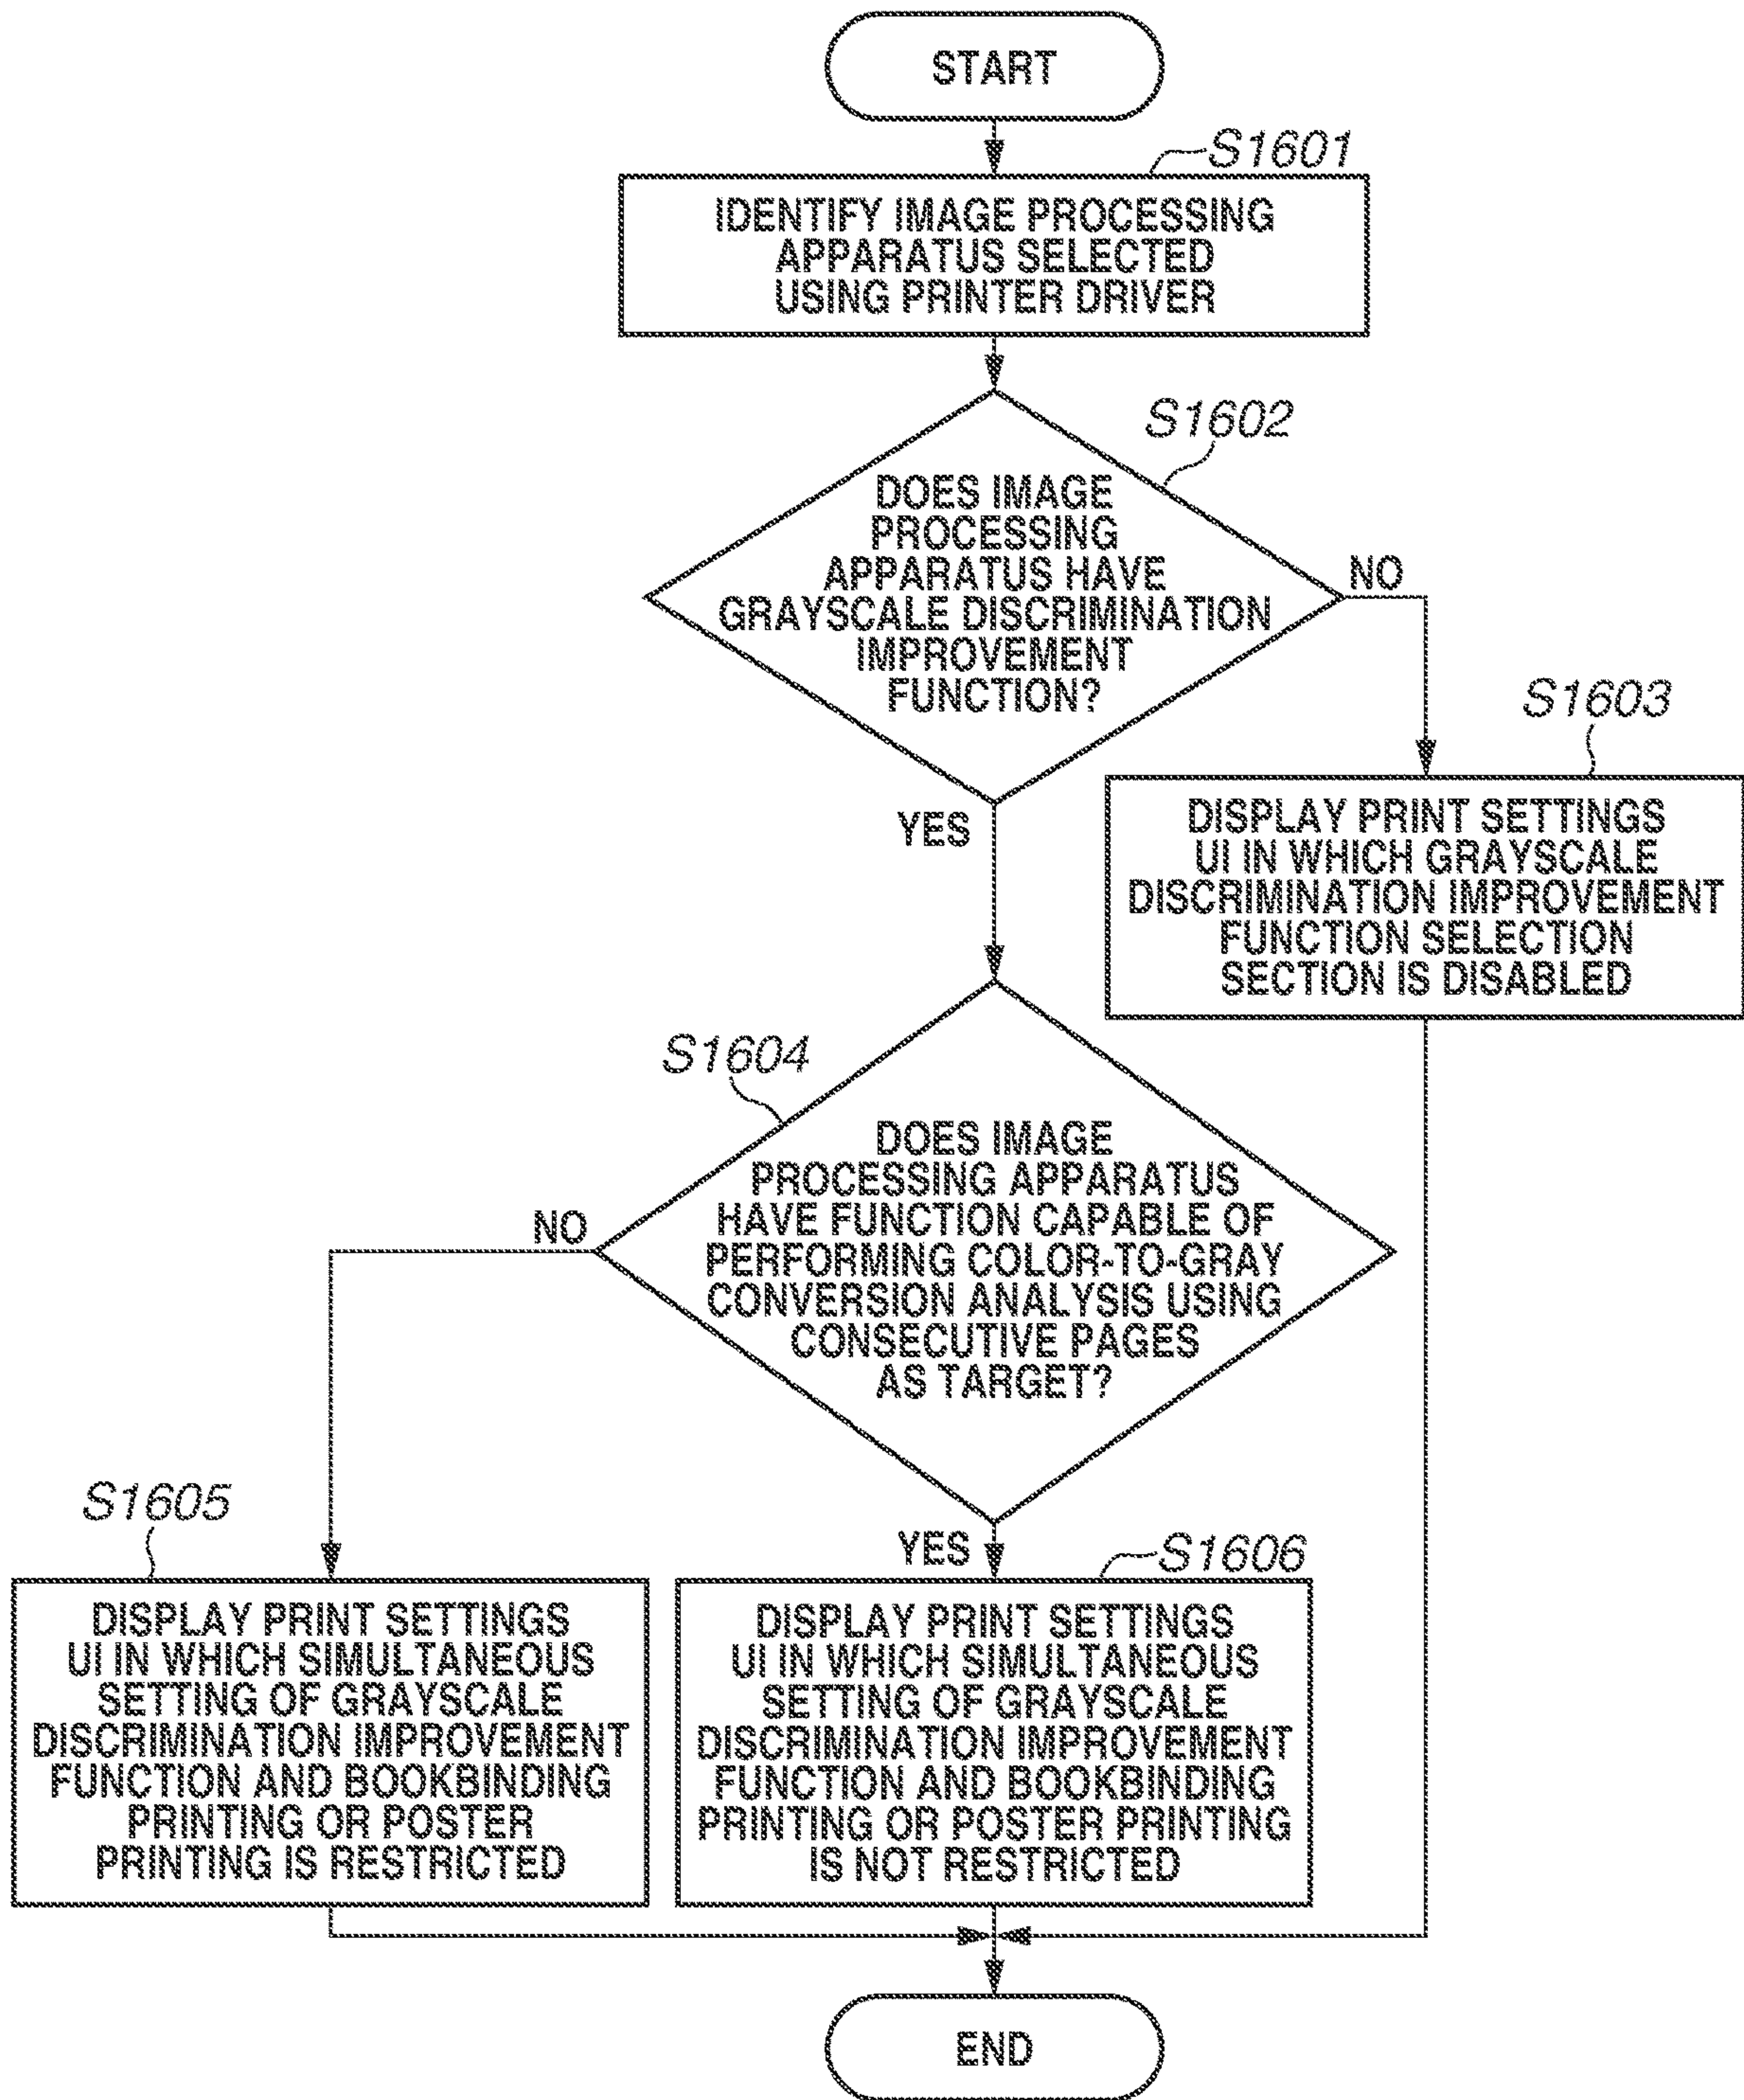 START
S1601
IDENTIFY IMAGE PROCESSING
APPARATUS SELECTED
USING PRINTER DRIVER
S1602
DOES IMAGE
PROCESSING
APPARATUS HAVE
GRAYSCALE DISCRIMINATION
IMPROVEMENT
FUNCTION?
NO
YES
S1603
DISPLAY PRINT SETTINGS
UI IN WHICH GRAYSCALE
DISCRIMINATION IMPROVEMENT
FUNCTION SELECTION
SECTION IS DISABLED
S1604
DOES IMAGE
PROCESSING APPARATUS
HAVE FUNCTION CAPABLE OF
PERFORMING COLOR-TO-GRAY
CONVERSION ANALYSIS USING
CONSECUTIVE PAGES
AS TARGET?
NO
YES
S1605
DISPLAY PRINT SETTINGS
UI IN WHICH SIMULTANEOUS
SETTING OF GRAYSCALE
DISCRIMINATION IMPROVEMENT
FUNCTION AND BOOKBINDING
PRINTING OR POSTER
PRINTING IS RESTRICTED
S1606
DISPLAY PRINT SETTINGS
UI IN WHICH SIMULTANEOUS
SETTING OF GRAYSCALE
DISCRIMINATION IMPROVEMENT
FUNCTION AND BOOKBINDING
PRINTING OR POSTER PRINTING
IS NOT RESTRICTED
END